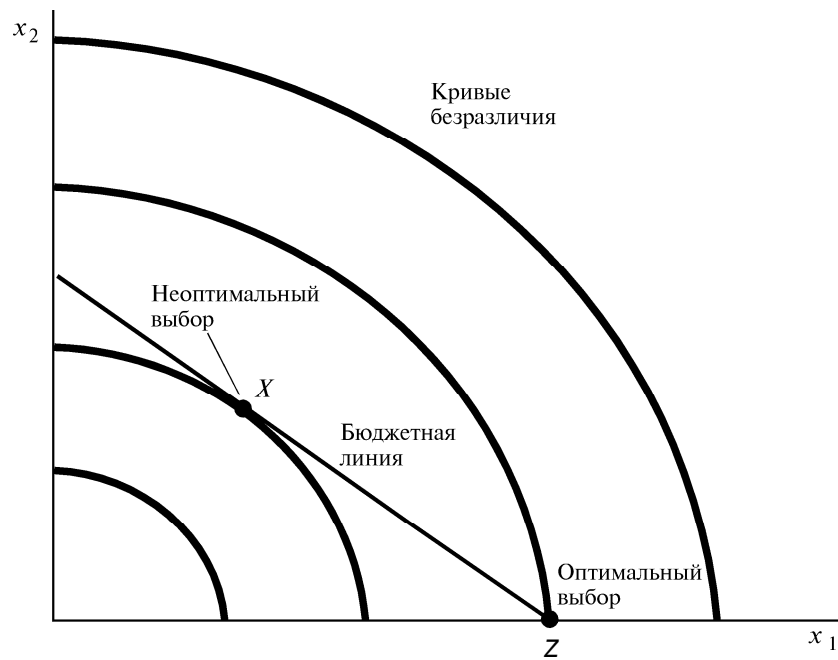 x2
Кривые
безразличия
Неоптимальный
выбор
X
Бюджетная
линия
Оптимальный
выбор
Z
x1